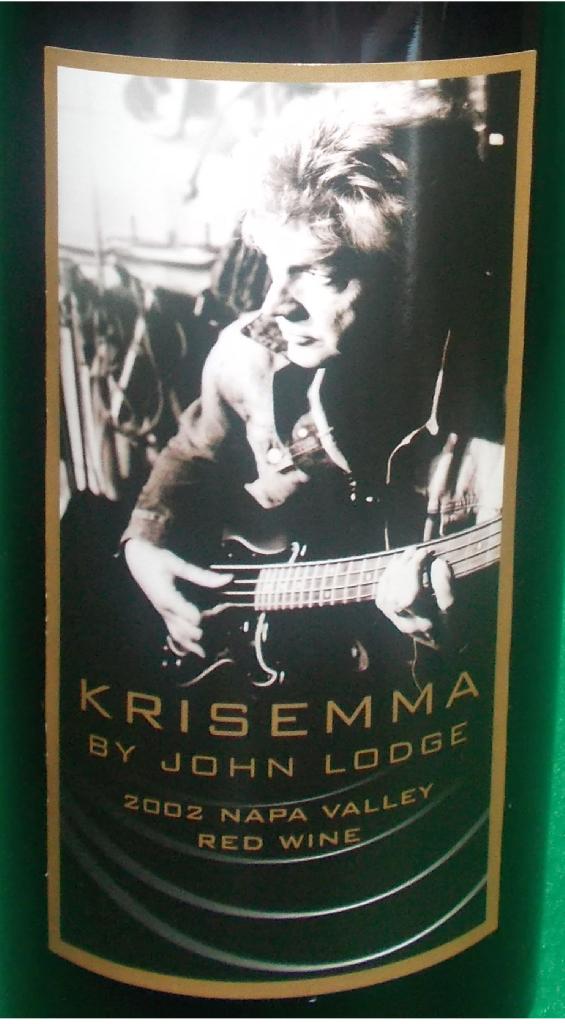 KRISEMMA
BY JOHN LODGE
2002 NAPA VALLEY
RED WINE